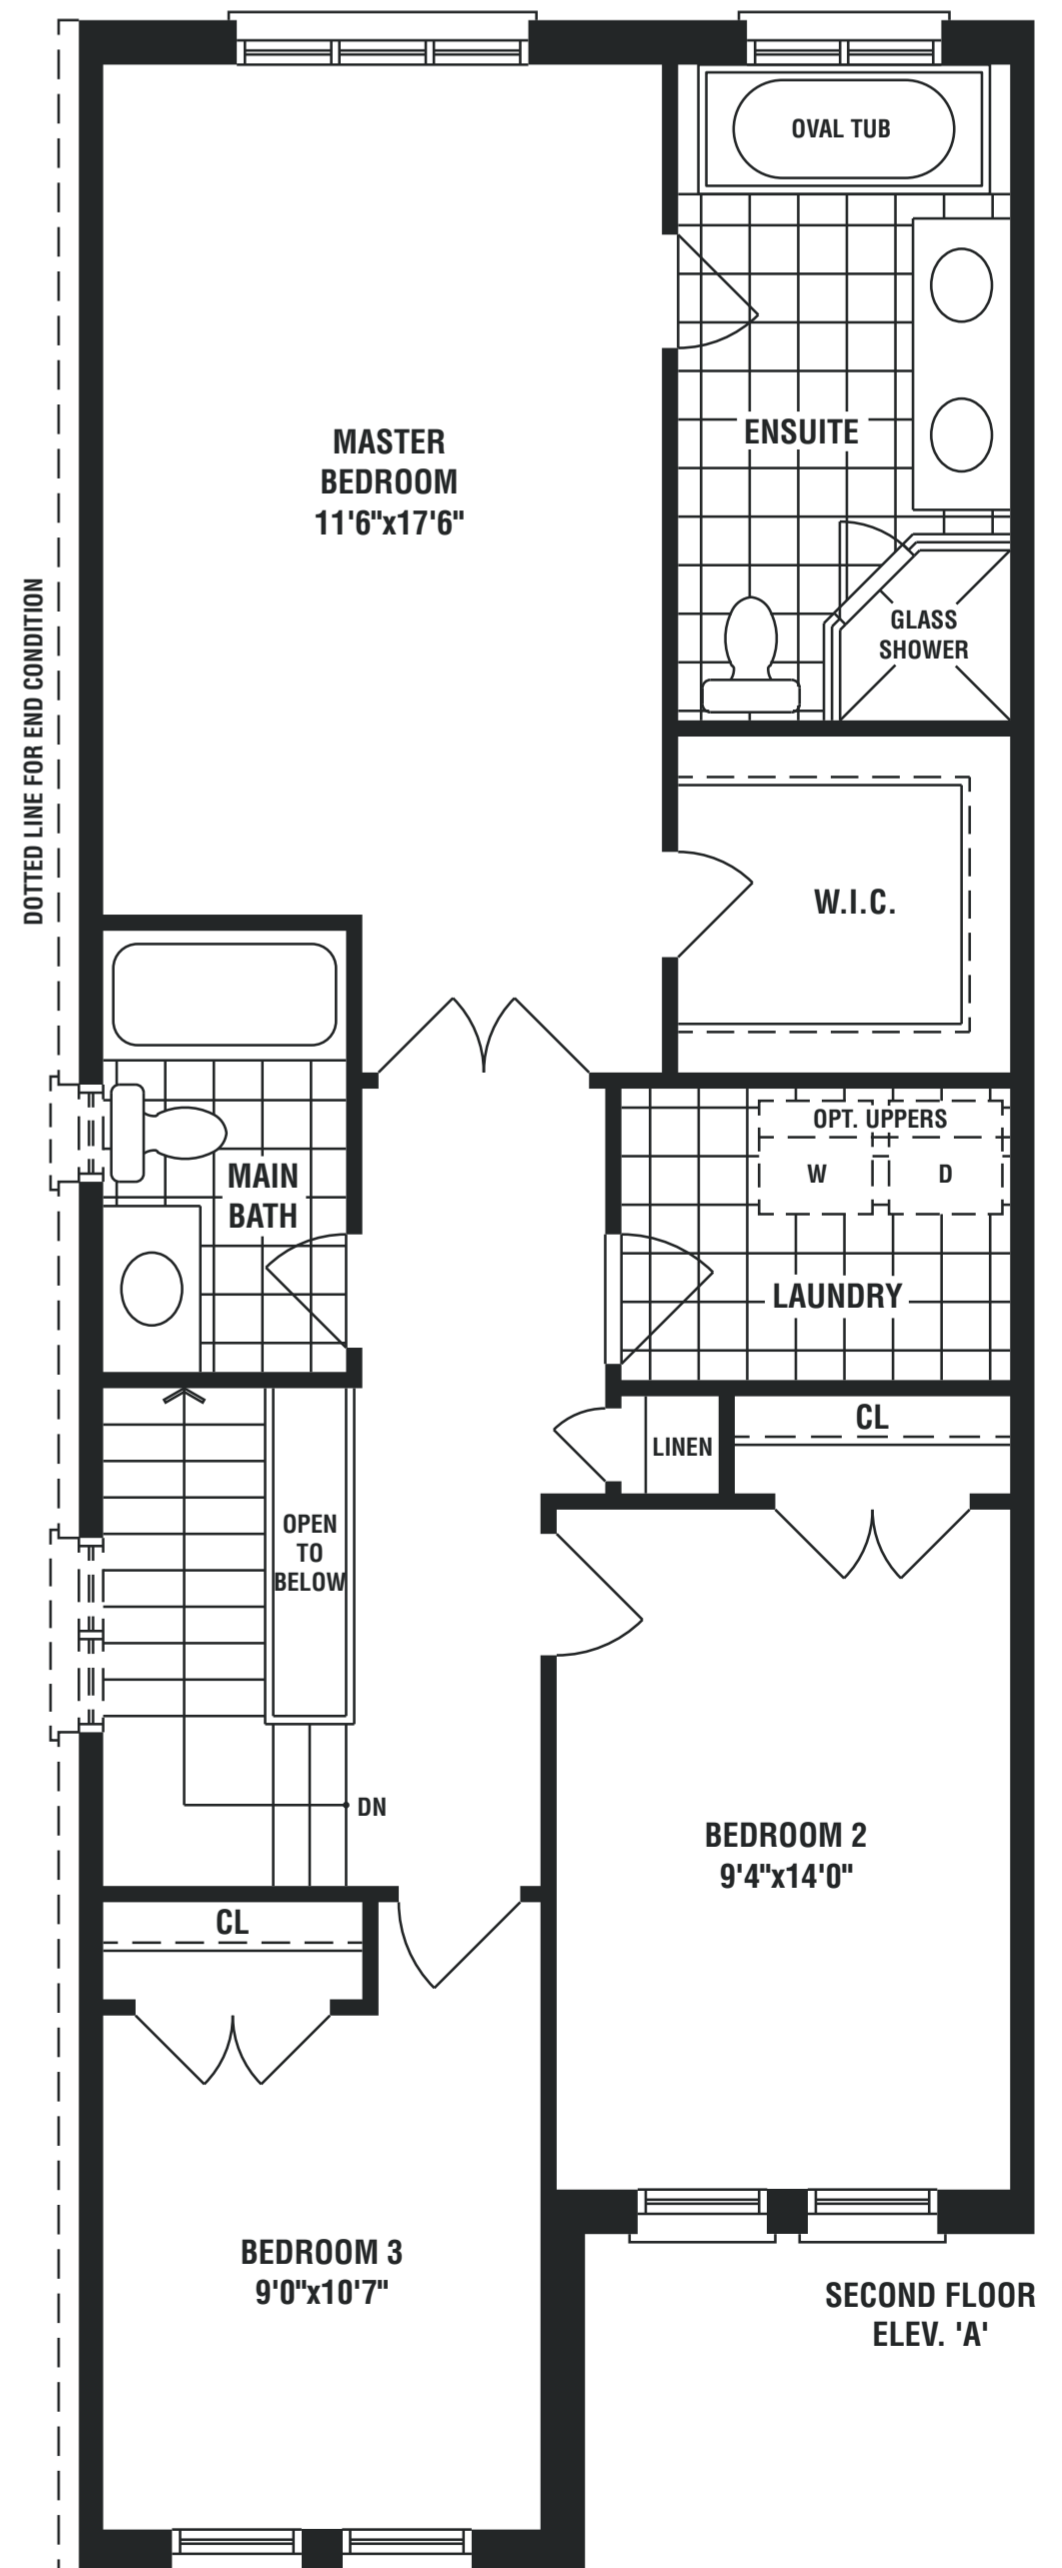 OVAL TUB
ENSUITE
MASTER
BEDROOM
11'6"x17'6"
GLASS
SHOWER
DOTTED LINE FOR END CONDITION
W.I.C.
OPT. UPPERS
W
D
MAIN
BATH
LAUNDRY
CL
LINEN
OPEN
TO
BELOW
DN
BEDROOM 2
9'4"x14'0"
CL
BEDROOM 3
9'0"x10'7"
SECOND FLOOR
ELEV. 'A'